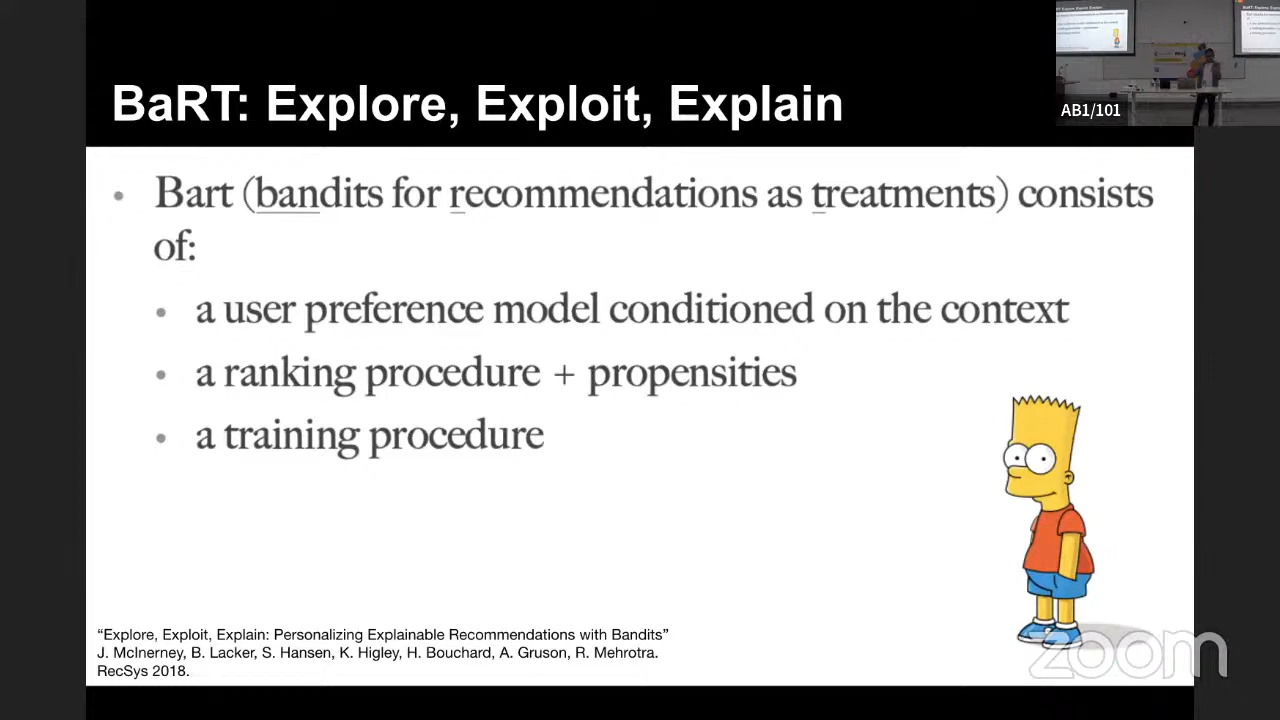 BaRT: Explore, Exploit, Explain
• Bart (bandits for recommendations as treatments) consists
of:
• a user preference model conditioned on the context
• a ranking procedure + propensities
• a training procedure
“Explore, Exploit, Explain: Personalizing Explainable Recommendations with Bandits”
J. McInerney, B. Lacker, S. Hansen, K. Higley, H. Bouchard, A. Gruson, R. Mehrotra.
RecSys 2018.
AB1/101
zoom